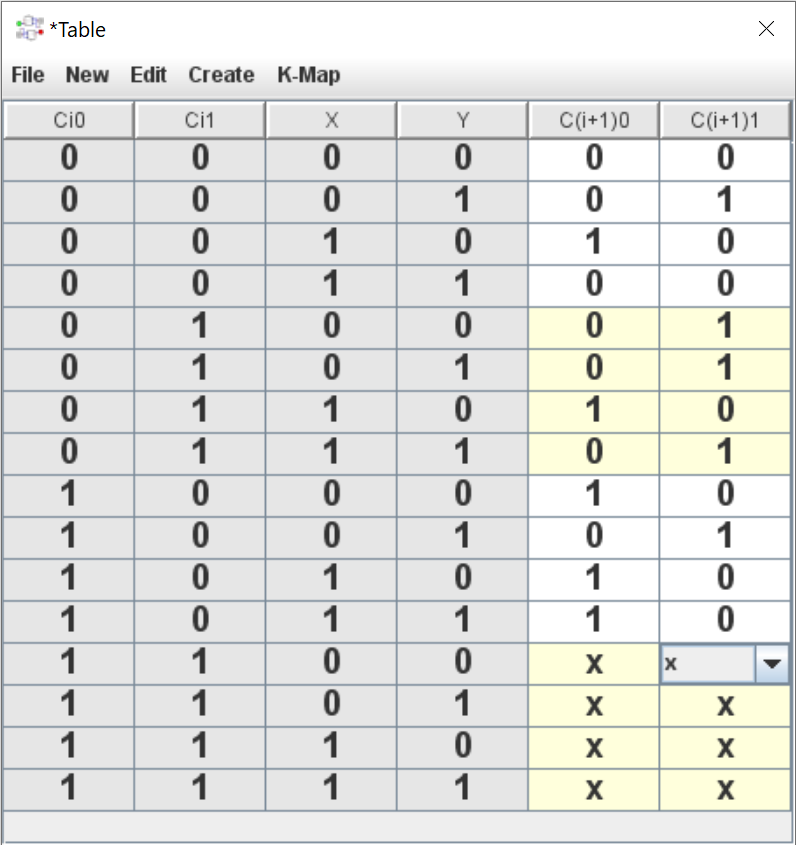 *Table
File New Edit Create K-Map
Ci0 Ci1 X Y C(i+1)0 C(i+1)1
0 0 0 0 0 0
0 0 0 1 0 1
0 0 1 0 1 0
0 0 1 1 0 0
0 1 0 0 0 1
0 1 0 1 0 1
0 1 1 0 1 0
0 1 1 1 0 1
1 0 0 0 1 0
1 0 0 1 0 1
1 0 1 0 1 0
1 0 1 1 1 0
1 1 0 0 x x
1 1 0 1 x x
1 1 1 0 x x
1 1 1 1 x x